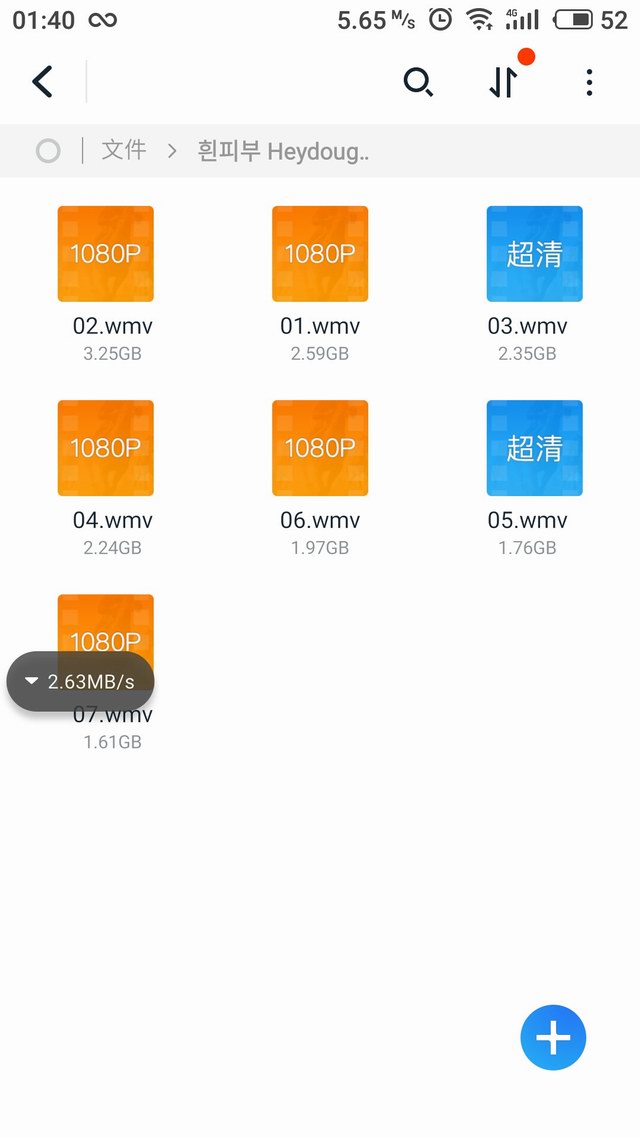 01:40 5.65 M/s 4G 52
文件 흰피부 Heydoug..
1080P 1080P 超清
02.wmv 01.wmv 03.wmv
3.25GB 2.59GB 2.35GB
1080P 1080P 超清
04.wmv 06.wmv 05.wmv
2.24GB 1.97GB 1.76GB
1080P
2.63MB/s
07.wmv
1.61GB